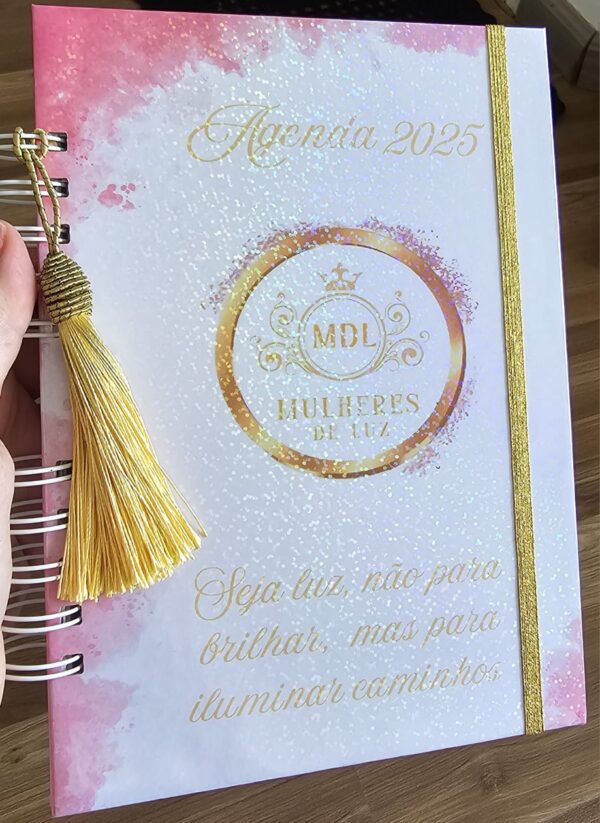 Agenda 2025
MDL
MULHERES
DE LUZ
Seja luz, não para
brilhar, mas para
iluminar caminhos